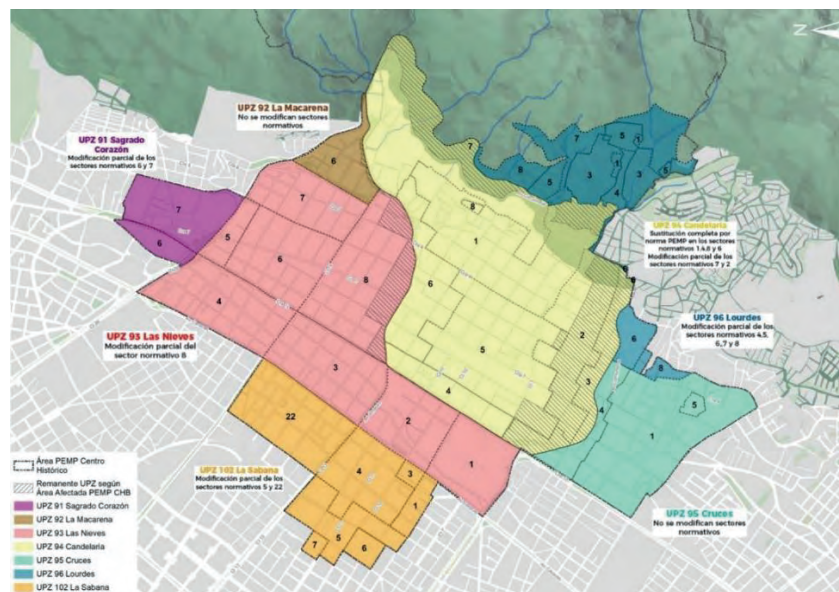 N
UPZ 92 La Macarena
No se modifican sectores
normativos
UPZ 91 Sagrado
Corazón
Modificación parcial de los
sectores normativos 6 y 7
UPZ 94 Candelaria
Sustitución completa por
norma PEMP en los sectores
normativos 1.4.8 y 6
Modificación parcial de los
sectores normativos 7 y 2
UPZ 96 Lourdes
Modificación parcial de los
sectores normativos 4.5,
6.,7 y 8
UPZ 93 Las Nieves
Modificación parcial del
sector normativo 8
UPZ 102 La Sabana
Modificación parcial de los
sectores normativos 5 y 22
UPZ 95 Cruces
No se modifican sectores
normativos
7
6
6
7
5
6
8
4
3
2
1
7
8
1
6
5
4
2
3
7
5
1
8
5
3
1
3
4
5
6
8
4
5
1
22
4
3
1
5
7
6
Área PEMP Centro
Histórico
Remanente UPZ según
Área Afectada PEMP CHB
UPZ 91 Sagrado Corazón
UPZ 92 La Macarena
UPZ 93 Las Nieves
UPZ 94 Candelaria
UPZ 95 Cruces
UPZ 96 Lourdes
UPZ 102 La Sabana